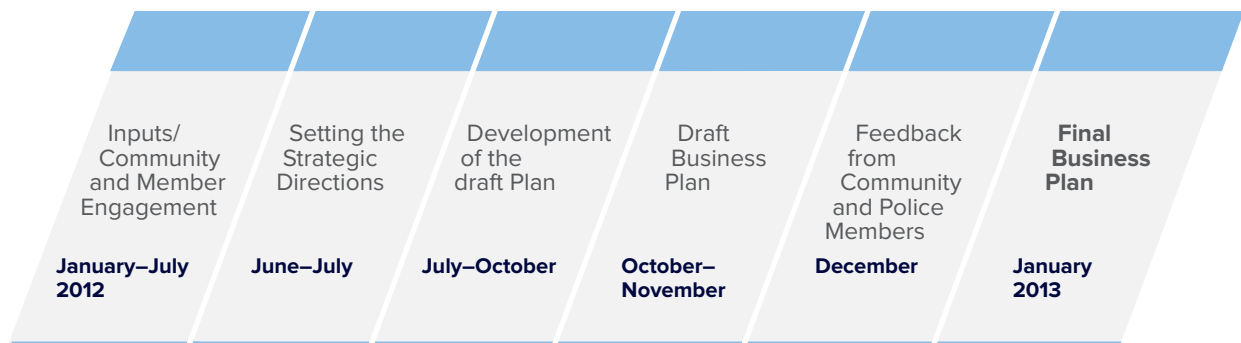 Inputs/
Community
and Member
Engagement
January–July
2012
Setting the
Strategic
Directions
June–July
Development
of the
draft Plan
July–October
Draft
Business
Plan
October–
November
Feedback
from
Community
and Police
Members
December
Final
Business
Plan
January
2013